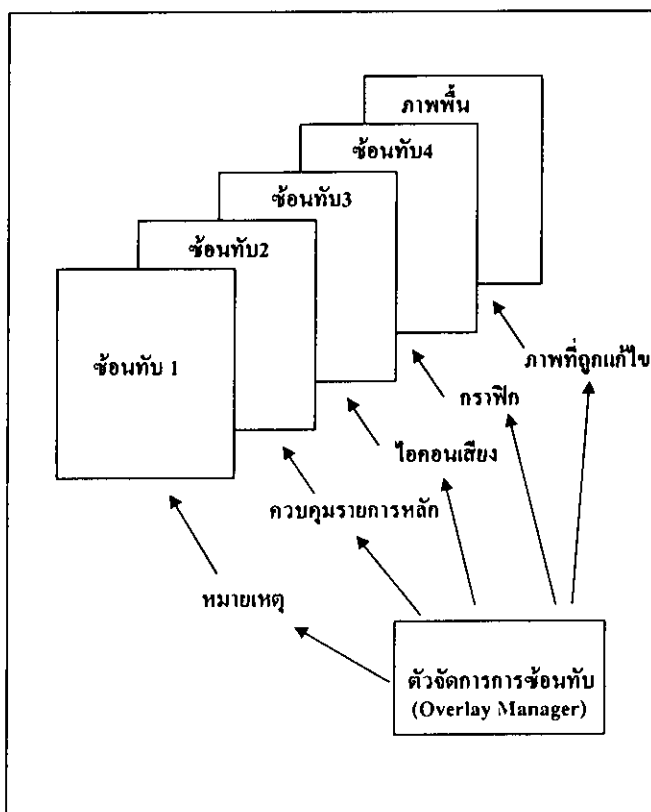 ภาพพื้น
ซ้อนทับ4
ซ้อนทับ3
ซ้อนทับ2
ซ้อนทับ 1
ภาพที่ถูกแก้ไข
กราฟิก
ไอคอนเสียง
ควบคุมรายการหลัก
หมายเหตุ
ตัวจัดการการซ้อนทับ
(Overlay Manager)